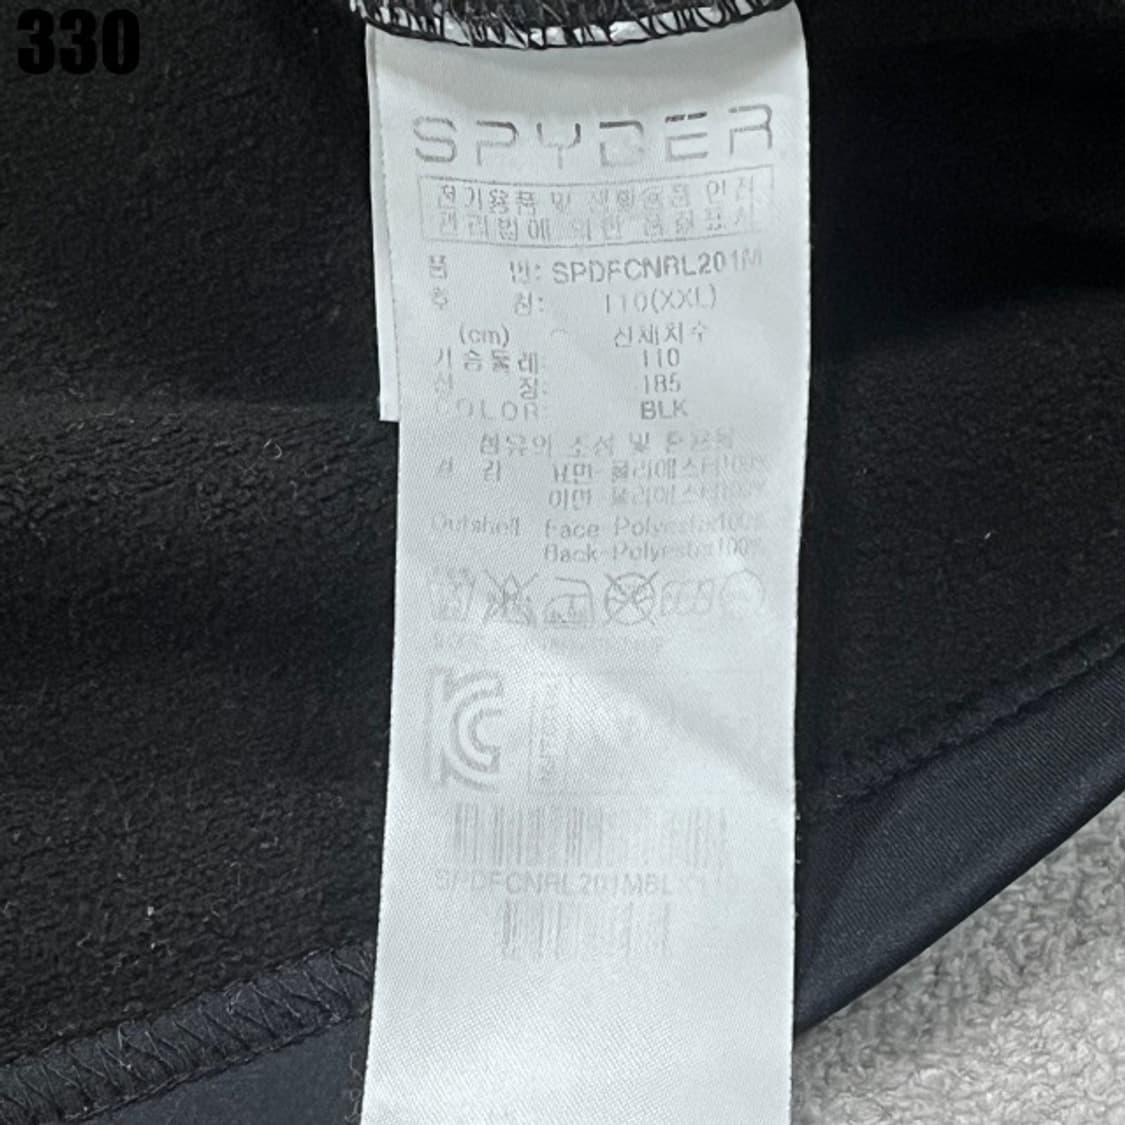 330
SPYDER
전기용품 및 생활용품 안전
관리법에 의한 품질표시
품 번: SPDFCNRL201M
호 칭: 110(XXL)
(cm) 신체치수
가슴둘레: 110
신 장: 185
COLOR: BLK
섬유의 조성 및 혼용율
겉 감 표면-폴리에스터100%
이면-폴리에스터100%
Outshell Face-Polyester100%
Back-Polyester100%
SPDFCNRL201MBLK110